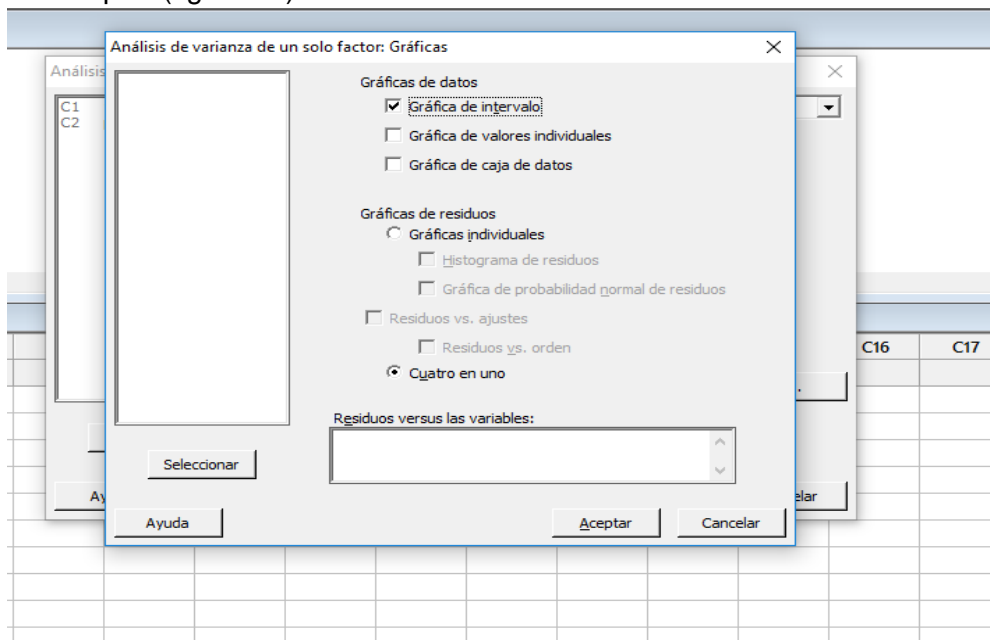 Análisis de varianza de un solo factor: Gráficas
Análisis
C1
C2
Gráficas de datos
Gráfica de intervalo
Gráfica de valores individuales
Gráfica de caja de datos
Gráficas de residuos
Gráficas individuales
Histograma de residuos
Gráfica de probabilidad normal de residuos
Residuos vs. ajustes
Residuos vs. orden
Cuatro en uno
Residuos versus las variables:
Seleccionar
Ayuda
Aceptar
Cancelar
Ay
elar
C16
C17